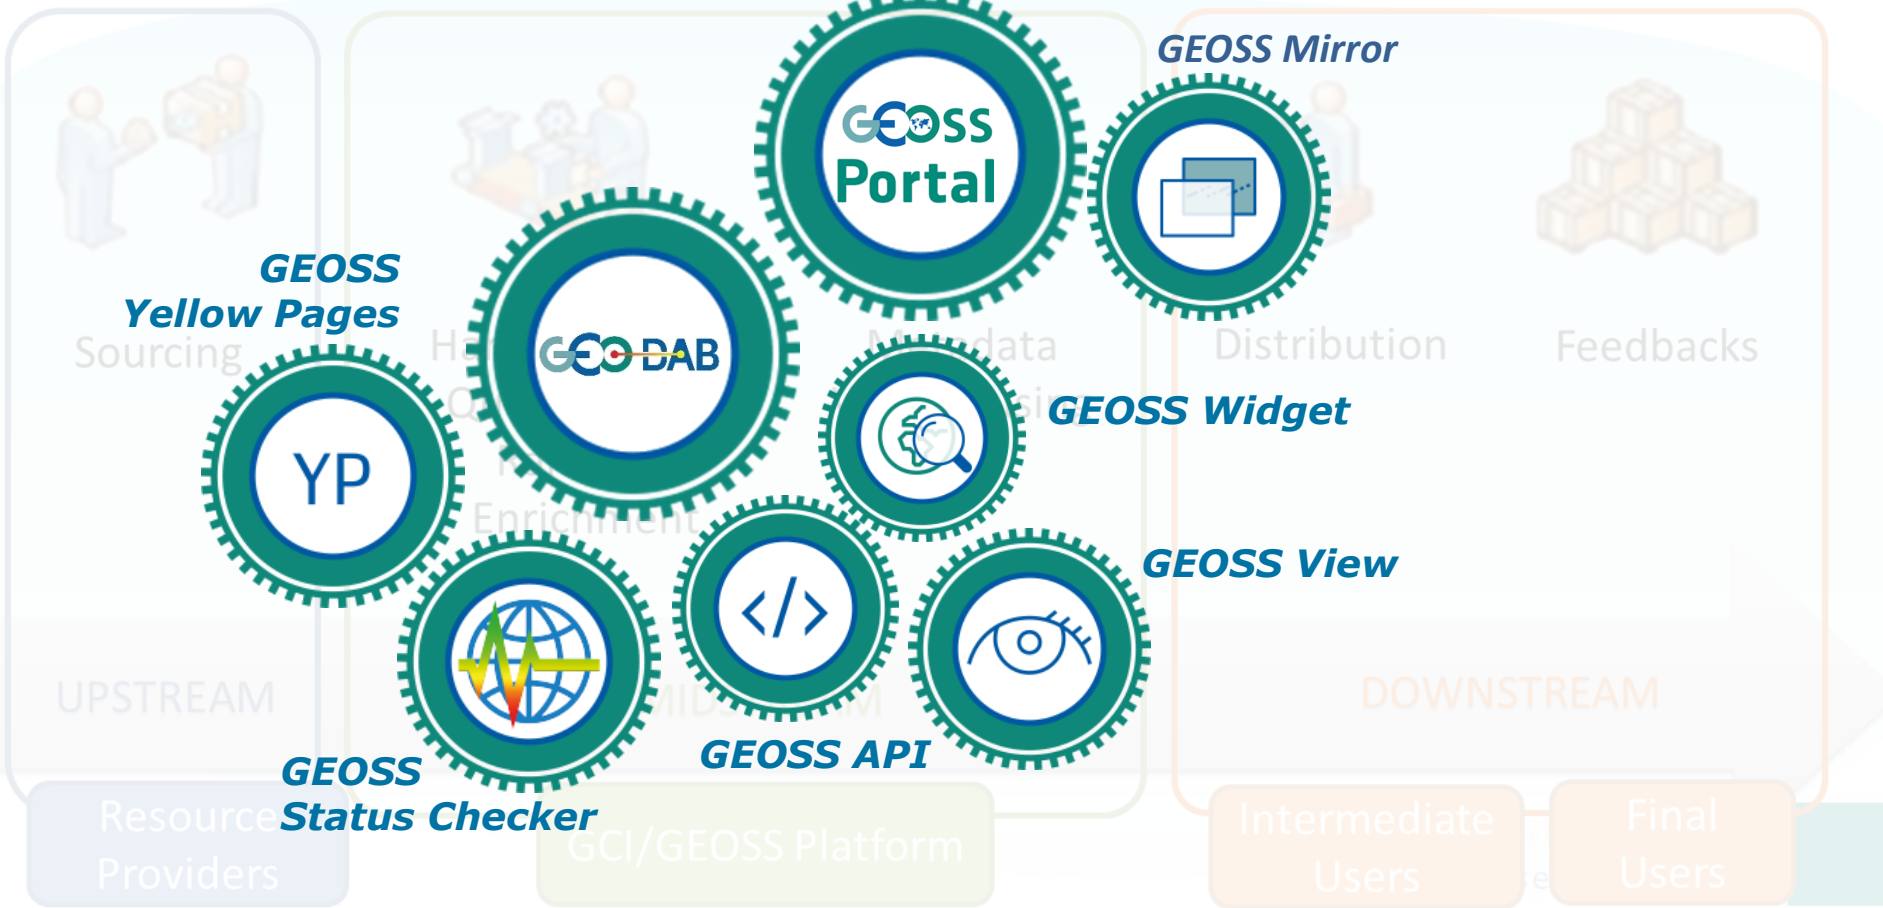 GEOSS Mirror
GEOSS
Portal
GEOSS
Yellow Pages
GEO DAB
Sourcing
Distribution
Feedbacks
GEOSS Widget
YP
Enrichment
</>
GEOSS View
UPSTREAM
DOWNSTREAM
GEOSS API
GEOSS
Status Checker
Resource
Providers
GCI/GEOSS Platform
Intermediate
Users
Final
Users